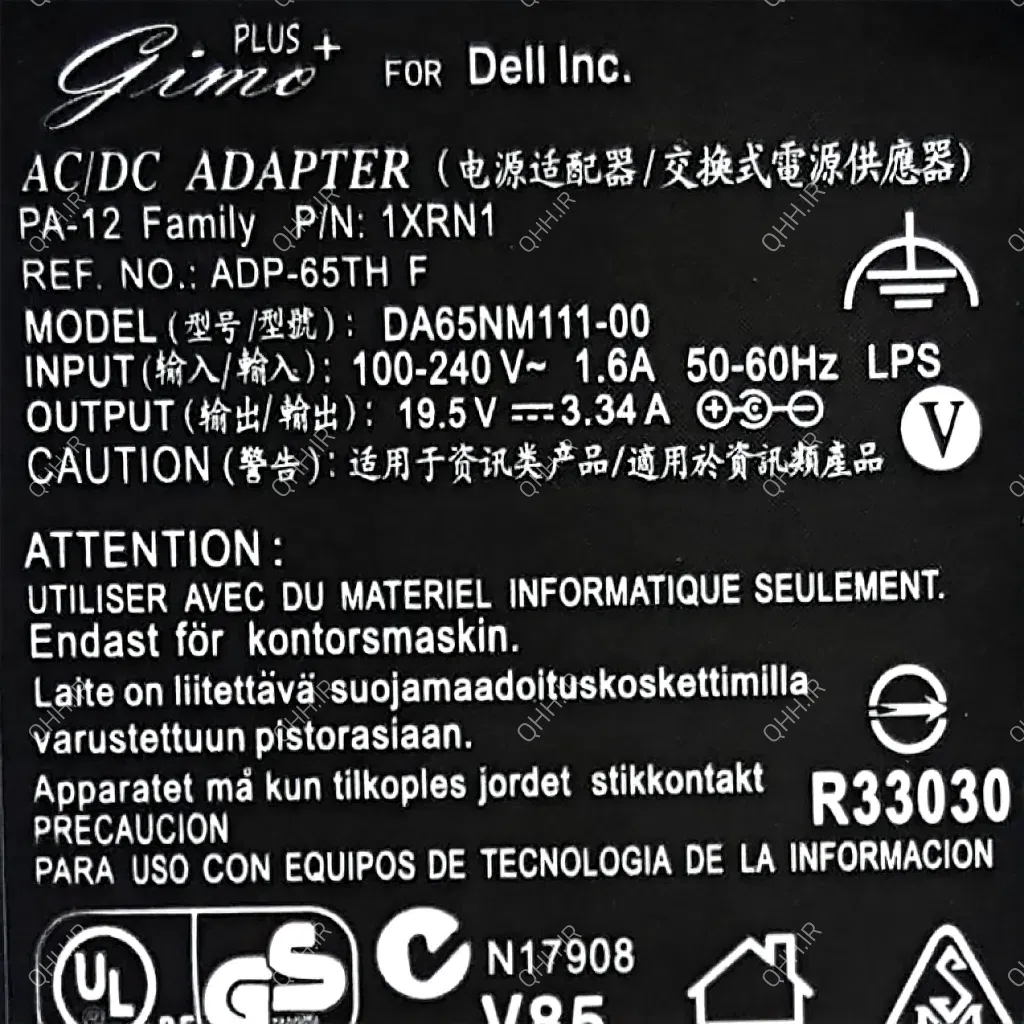 Gimo PLUS + FOR Dell Inc.
AC/DC ADAPTER (电源适配器/交换式電源供應器)
PA-12 Family P/N: 1XRN1
REF. NO.: ADP-65TH F
MODEL (型号/型號): DA65NM111-00
INPUT (输入/輸入): 100-240 V~ 1.6A 50-60Hz LPS
OUTPUT (输出/輸出): 19.5 V ⎓ 3.34 A
V
CAUTION (警告): 适用于资讯类产品/適用於資訊類產品
ATTENTION :
UTILISER AVEC DU MATERIEL INFORMATIQUE SEULEMENT.
Endast för kontorsmaskin.
Laite on liitettävä suojamaadoituskoskettimilla
varustettuun pistorasiaan.
Apparatet må kun tilkoples jordet stikkontakt
R33030
PRECAUCION
PARA USO CON EQUIPOS DE TECNOLOGIA DE LA INFORMACION
UL
GS
N17908
V85
QHH.IR